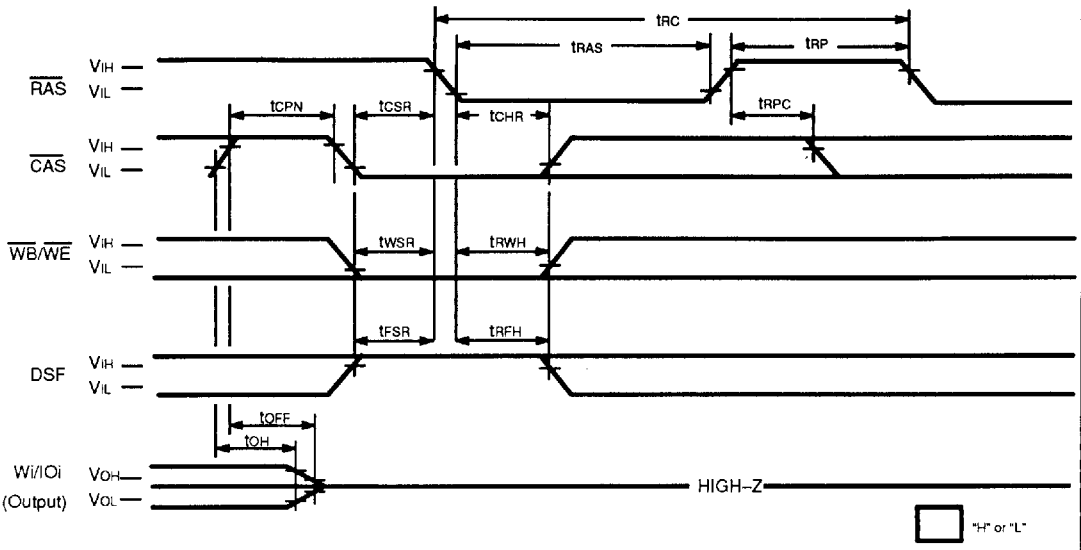 tRC
tRAS
tRP
RAS
VIH
VIL
tCPN
tCSR
tCHR
tRPC
CAS
VIH
VIL
WB/WE
VIH
VIL
tWSR
tRWH
tFSR
tRFH
DSF
VIH
VIL
tOFF
tOH
Wi/IOi
(Output)
VOH
VOL
HIGH–Z
"H" or "L"